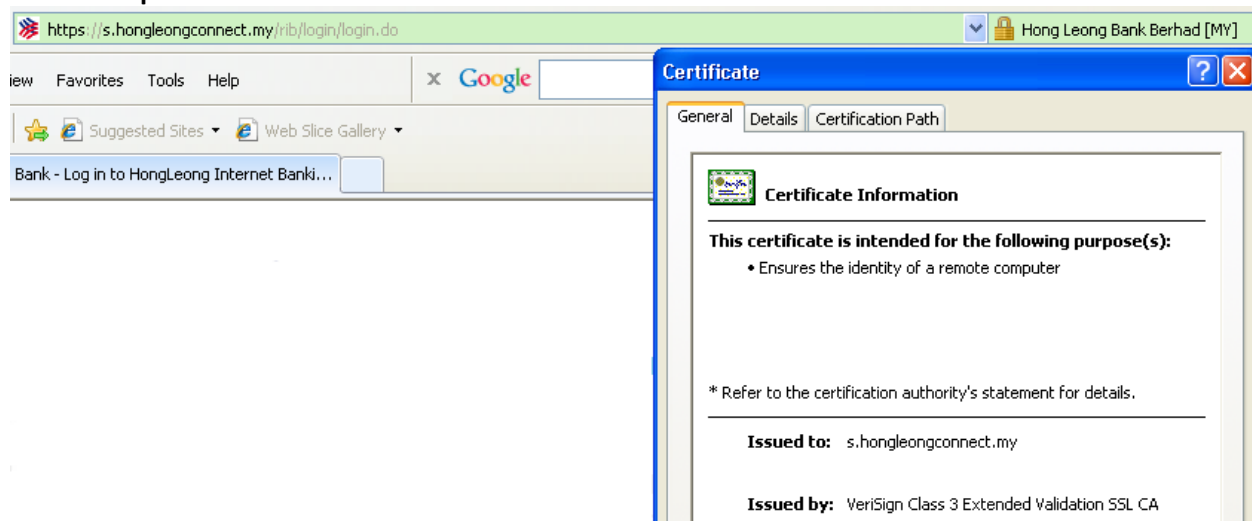 https://s.hongleongconnect.my/rib/login/login.do
Hong Leong Bank Berhad [MY]
iew Favorites Tools Help
x Google
Suggested Sites
Web Slice Gallery
Bank - Log in to HongLeong Internet Banki...
Certificate
General Details Certification Path
Certificate Information
This certificate is intended for the following purpose(s):
• Ensures the identity of a remote computer
* Refer to the certification authority's statement for details.
Issued to: s.hongleongconnect.my
Issued by: VeriSign Class 3 Extended Validation SSL CA